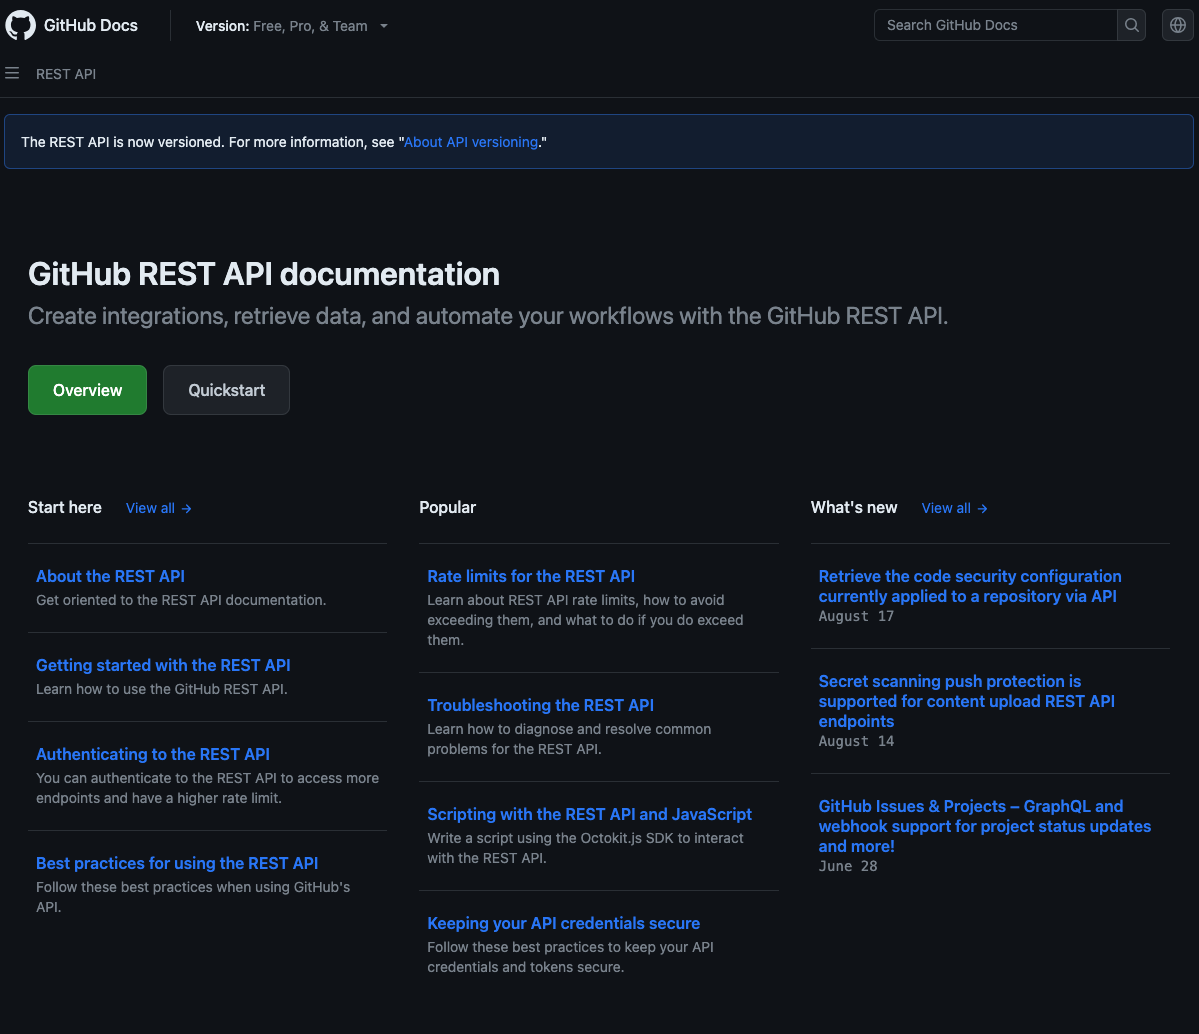 GitHub Docs
Version: Free, Pro, & Team
Search GitHub Docs
REST API
The REST API is now versioned. For more information, see "About API versioning."
GitHub REST API documentation
Create integrations, retrieve data, and automate your workflows with the GitHub REST API.
Overview
Quickstart
Start here
View all →
About the REST API
Get oriented to the REST API documentation.
Getting started with the REST API
Learn how to use the GitHub REST API.
Authenticating to the REST API
You can authenticate to the REST API to access more
endpoints and have a higher rate limit.
Best practices for using the REST API
Follow these best practices when using GitHub's
API.
Popular
Rate limits for the REST API
Learn about REST API rate limits, how to avoid
exceeding them, and what to do if you do exceed
them.
Troubleshooting the REST API
Learn how to diagnose and resolve common
problems for the REST API.
Scripting with the REST API and JavaScript
Write a script using the Octokit.js SDK to interact
with the REST API.
Keeping your API credentials secure
Follow these best practices to keep your API
credentials and tokens secure.
What's new
View all →
Retrieve the code security configuration
currently applied to a repository via API
August 17
Secret scanning push protection is
supported for content upload REST API
endpoints
August 14
GitHub Issues & Projects – GraphQL and
webhook support for project status updates
and more!
June 28